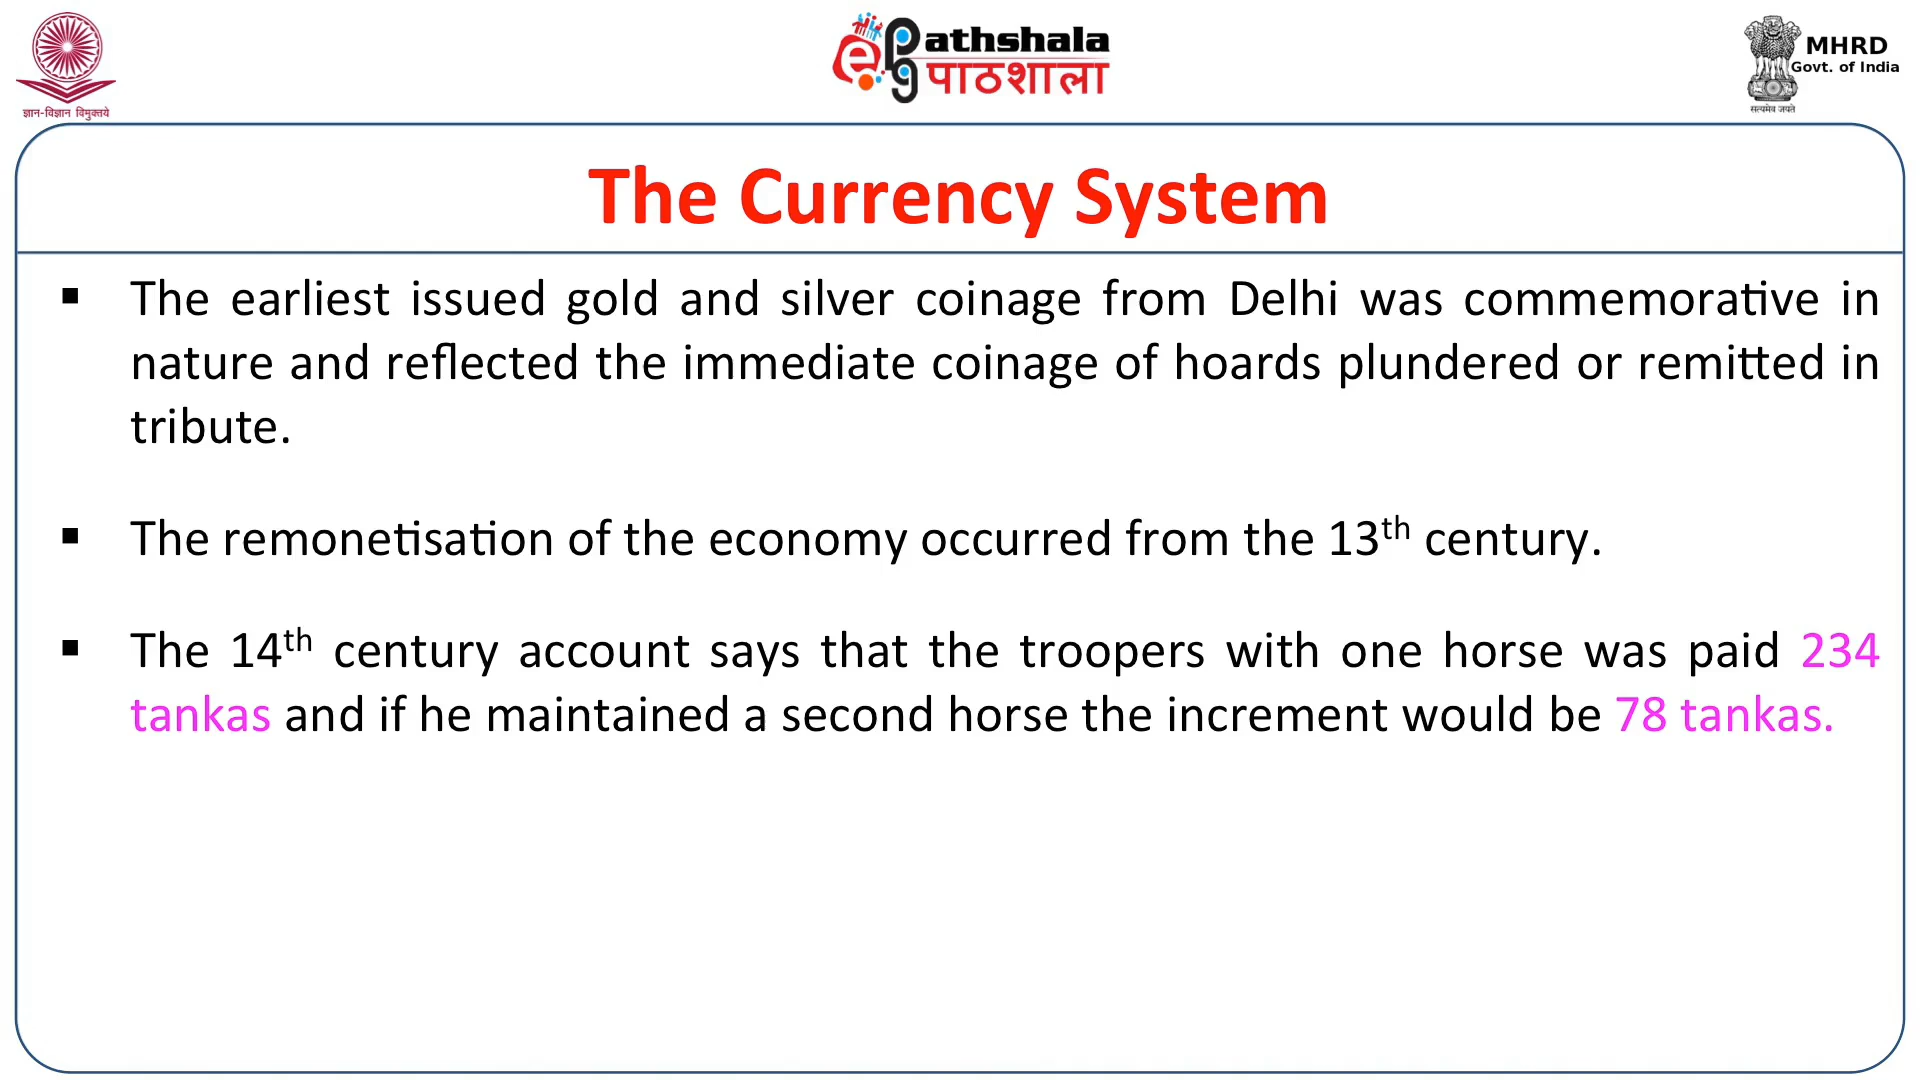 ज्ञान-विज्ञान विमुक्तये
ePathshala
pg पाठशाला
MHRD
Govt. of India
सत्यमेव जयते
The Currency System
▪ The earliest issued gold and silver coinage from Delhi was commemorative in
nature and reflected the immediate coinage of hoards plundered or remitted in
tribute.
▪ The remonetisation of the economy occurred from the 13th century.
▪ The 14th century account says that the troopers with one horse was paid 234
tankas and if he maintained a second horse the increment would be 78 tankas.